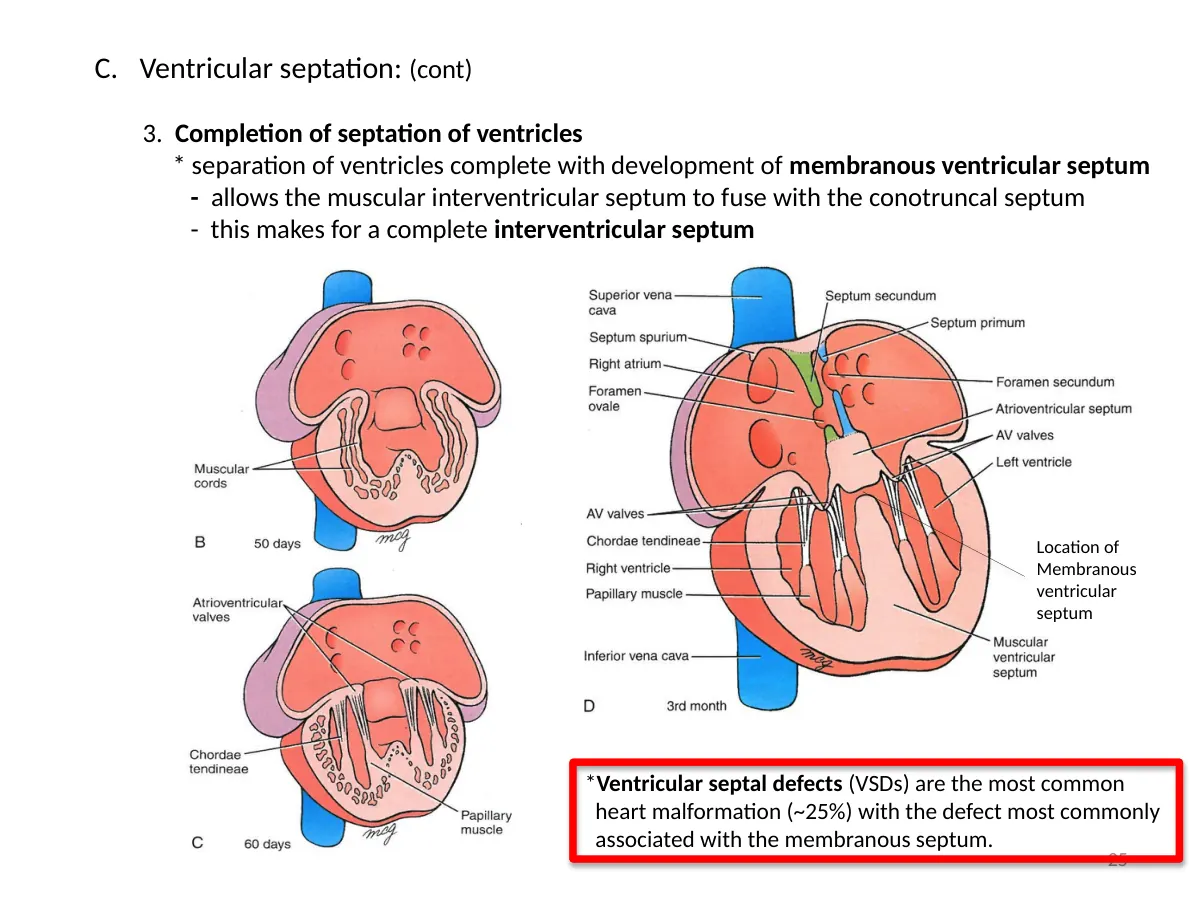 C. Ventricular septation: (cont)
3. Completion of septation of ventricles
* separation of ventricles complete with development of membranous ventricular septum
- allows the muscular interventricular septum to fuse with the conotruncal septum
- this makes for a complete interventricular septum
Muscular
cords
B 50 days
mcg
Atrioventricular
valves
Chordae
tendineae
Papillary
muscle
C 60 days
mcg
Superior vena
cava
Septum spurium
Right atrium
Foramen
ovale
Septum secundum
Septum primum
Foramen secundum
Atrioventricular septum
AV valves
Left ventricle
AV valves
Chordae tendineae
Right ventricle
Papillary muscle
Inferior vena cava
Location of
Membranous
ventricular
septum
Muscular
ventricular
septum
mcg
D 3rd month
*Ventricular septal defects (VSDs) are the most common
heart malformation (~25%) with the defect most commonly
associated with the membranous septum.
25